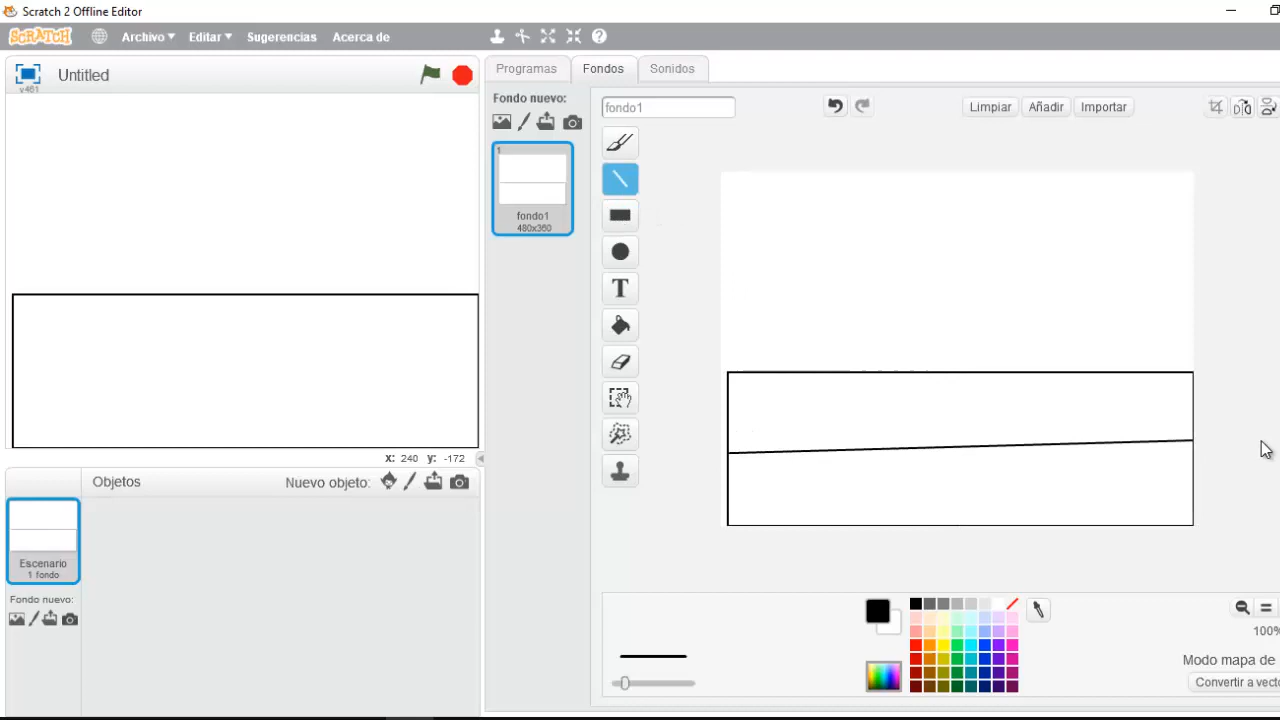 Scratch 2 Offline Editor
SCRATCH Archivo Editar Sugerencias Acerca de
v461
Untitled
Programas Fondos Sonidos
Fondo nuevo:
fondo1
Limpiar Añadir Importar
1
fondo1
480x360
T
x: 240 y: -172
Objetos
Nuevo objeto:
Escenario
1 fondo
Fondo nuevo:
100%
Modo mapa de
Convertir a vecto